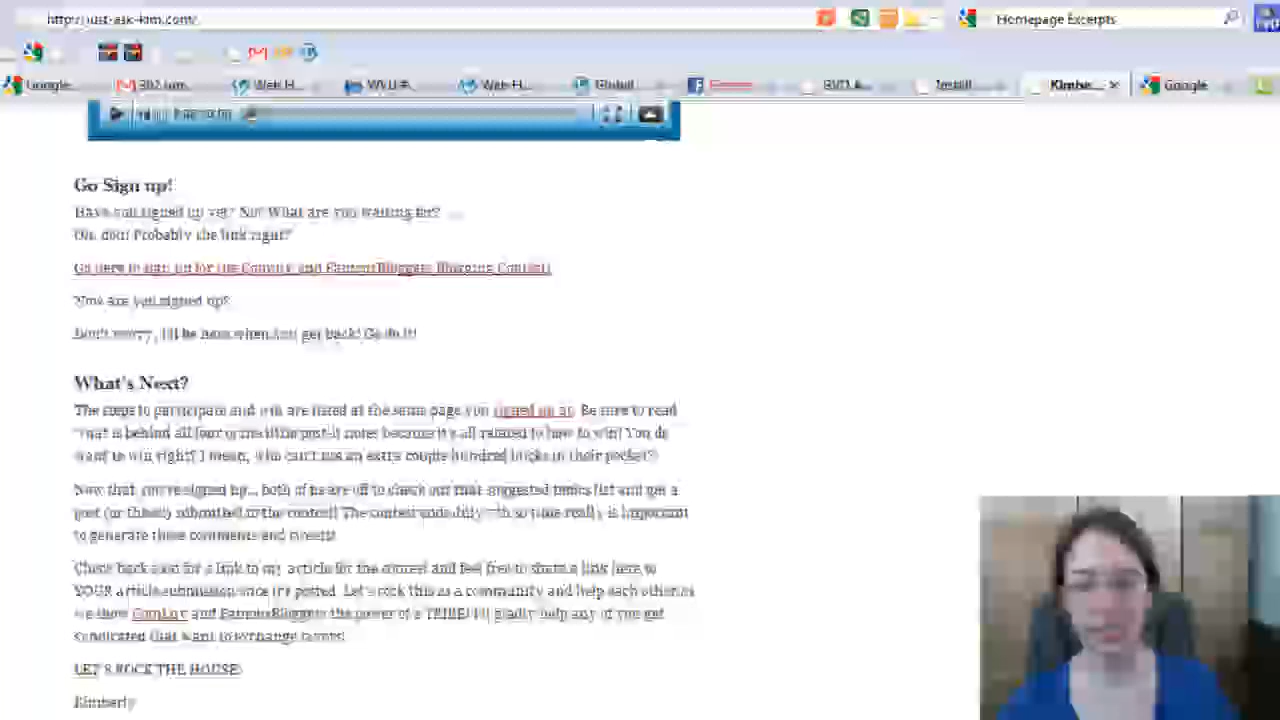 http://just-ask-kim.com/
Homepage Excerpts
Google
Web H...
WVU
Web H...
Global
Install
Kimbe...
Google
Go Sign up!
Have you signed up yet? No? What are you waiting for?
Oh, doh! Probably the link right?
Go here to sign up for the ComLuv and FamousBloggers Blogging Contest!
Now are you signed up?
Don't worry, I'll be here when you get back! Go do it!
What's Next?
The steps to participate and win are listed at the same page you signed up at. Be sure to read
what is behind all four of the little post-it notes because it's all related to how to win! You do
want to win right? I mean, who can't use an extra couple hundred bucks in their pocket?
Now that you've signed up... both of us are off to check out that suggested topics list and get a
post (or three) submitted to the contest! The contest ends July so time really is important
to generate those comments and tweets!
Check back soon for a link to my article for the contest and feel free to share a link here to
YOUR article submission once it's posted. Let's rock this as a community and help each other as
we show ComLuv and FamousBloggers the power of a TRIBE! I'll gladly help any of you get
syndicated that want to exchange tweets!
LET'S ROCK THE HOUSE!
Kimberly